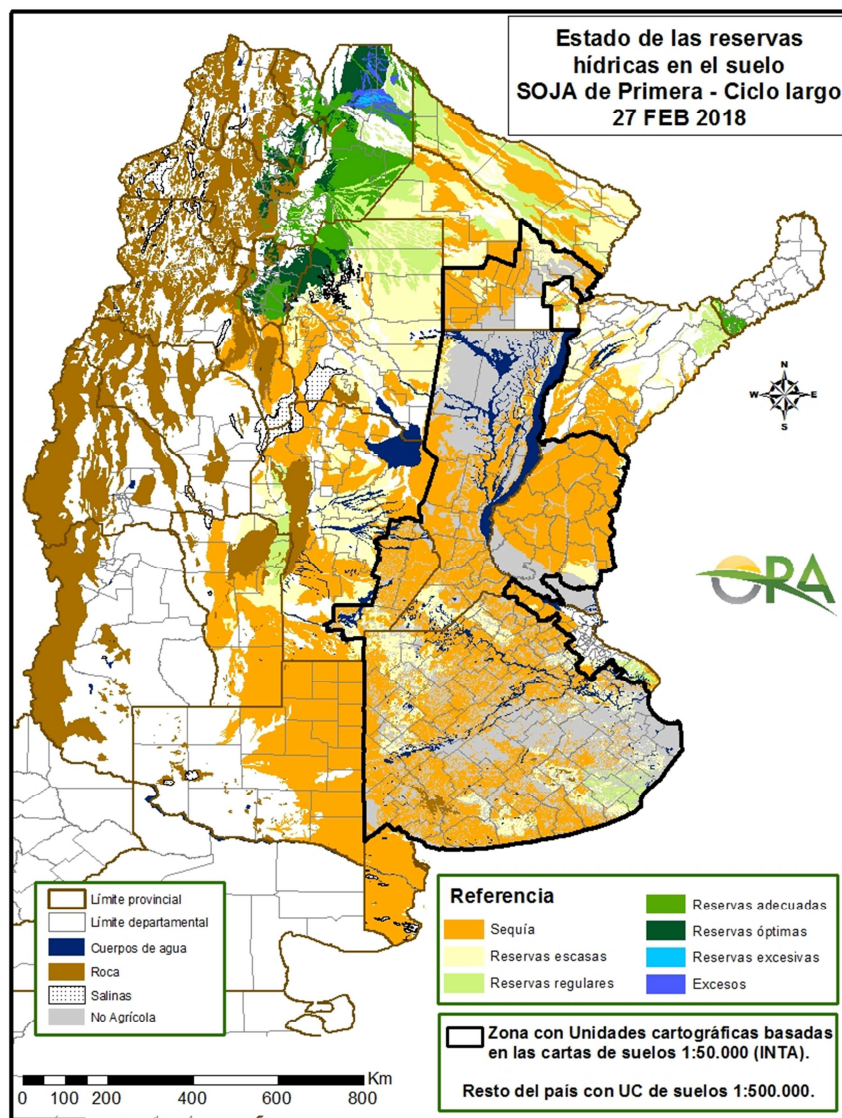 Estado de las reservas
hídricas en el suelo
SOJA de Primera - Ciclo largo
27 FEB 2018
N
W E
S
ORA
Límite provincial
Límite departamental
Cuerpos de agua
Roca
Salinas
No Agrícola
Referencia
Sequía
Reservas escasas
Reservas regulares
Reservas adecuadas
Reservas óptimas
Reservas excesivas
Excesos
Zona con Unidades cartográficas basadas
en las cartas de suelos 1:50.000 (INTA).
Resto del país con UC de suelos 1:500.000.
Km
0 100 200 400 600 800